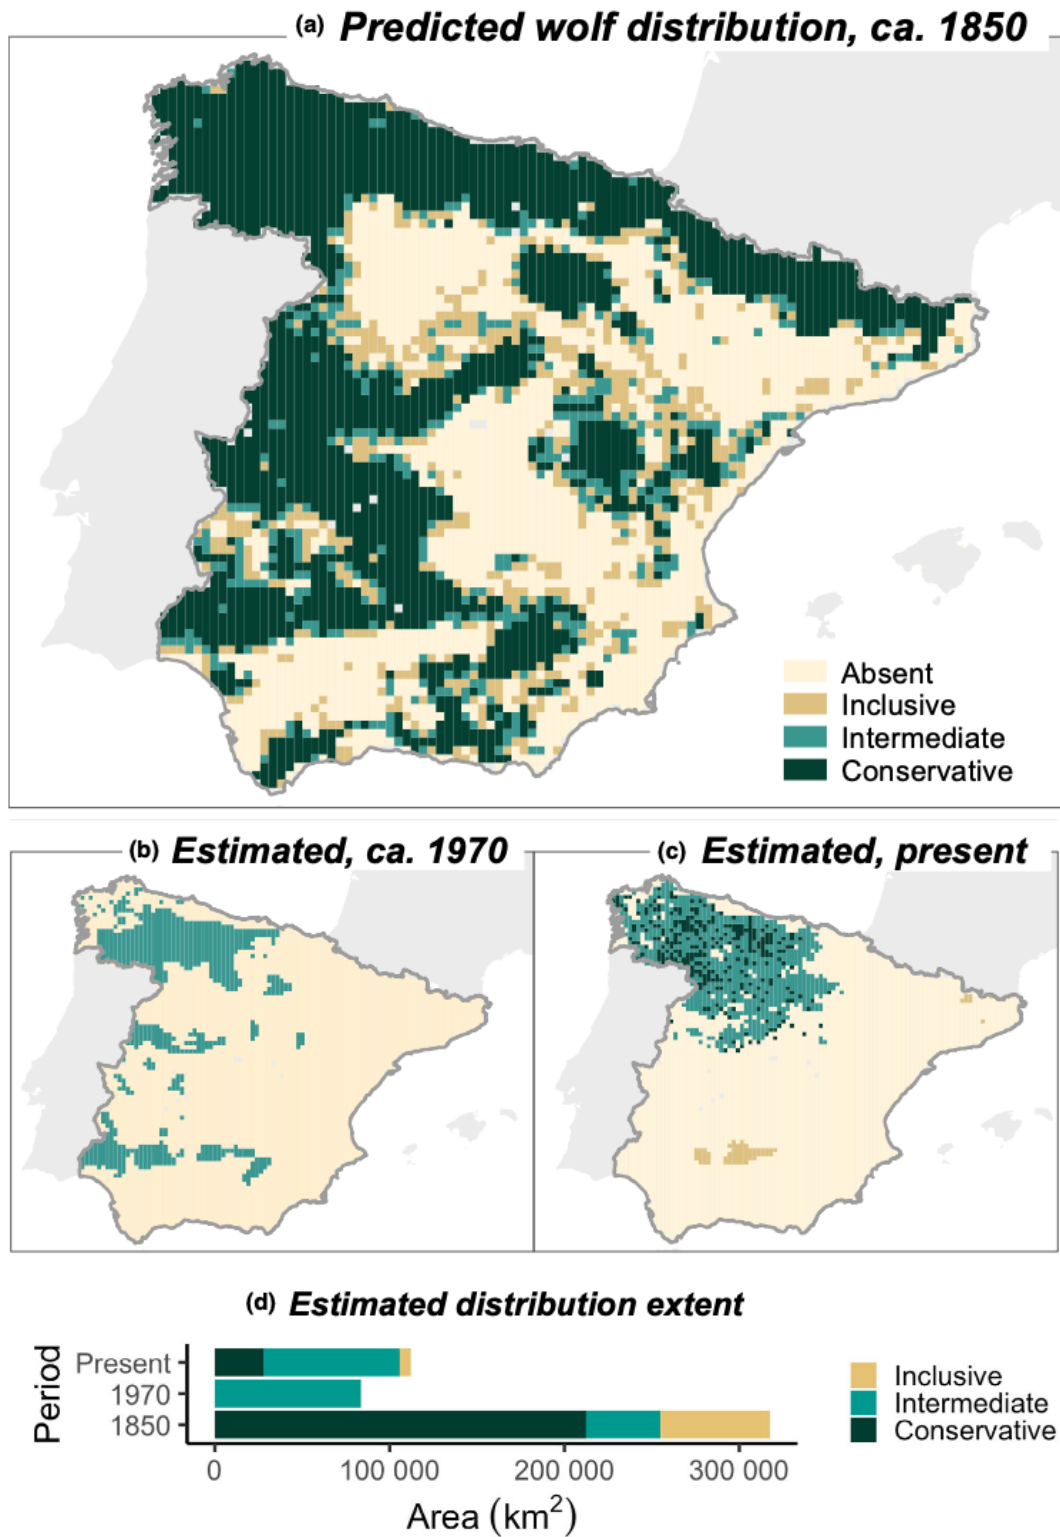 (a) Predicted wolf distribution, ca. 1850
Absent
Inclusive
Intermediate
Conservative
(b) Estimated, ca. 1970
(c) Estimated, present
(d) Estimated distribution extent
Period
Present
1970
1850
0
100 000
200 000
300 000
Area (km²)
Inclusive
Intermediate
Conservative